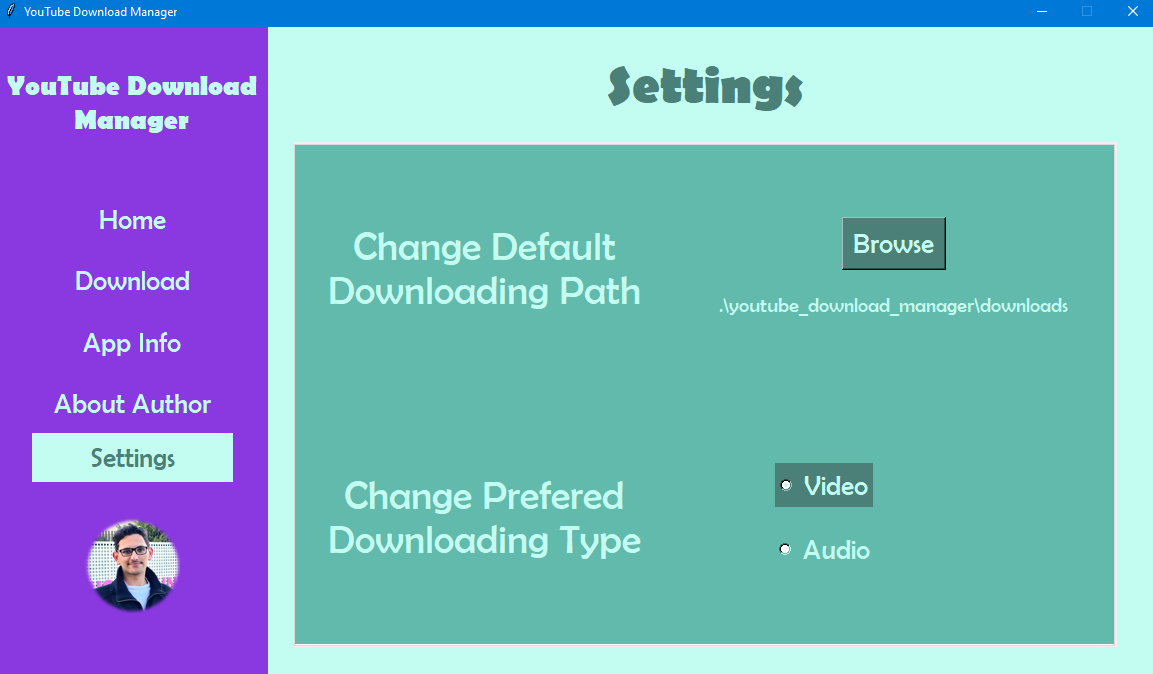 YouTube Download Manager
YouTube Download
Manager
Home
Download
App Info
About Author
Settings
Settings
Change Default
Downloading Path
Browse
.\youtube_download_manager\downloads
Change Prefered
Downloading Type
Video
Audio